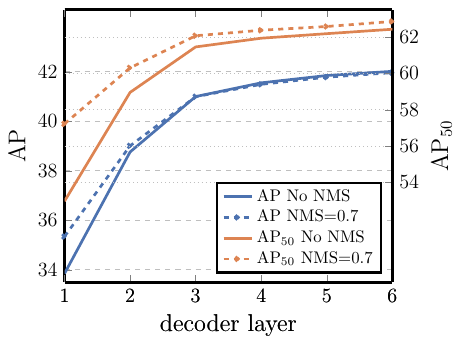 AP
42
40
38
36
34
1 2 3 4 5 6
decoder layer
62
60
58
56
54
AP50
AP No NMS
AP NMS=0.7
AP50 No NMS
AP50 NMS=0.7